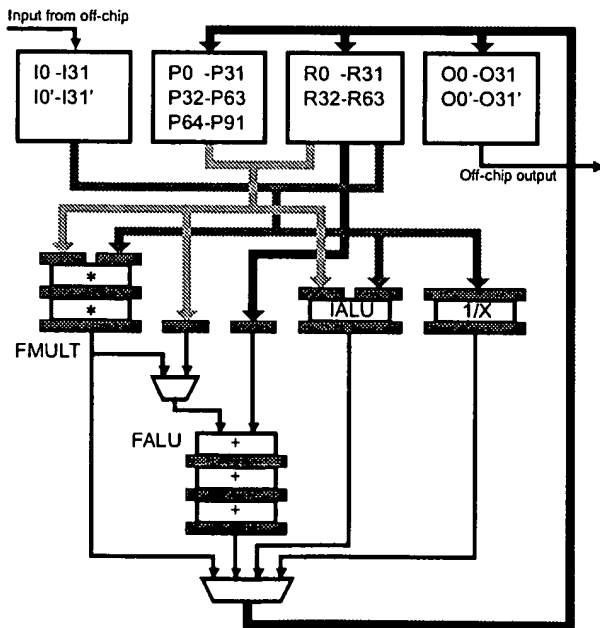 Input from off-chip
I0 -I31
I0'-I31'
P0 -P31
P32-P63
P64-P91
R0 -R31
R32-R63
O0 -O31
O0'-O31'
Off-chip output
*
*
IALU
1/X
FMULT
FALU
+
+
+